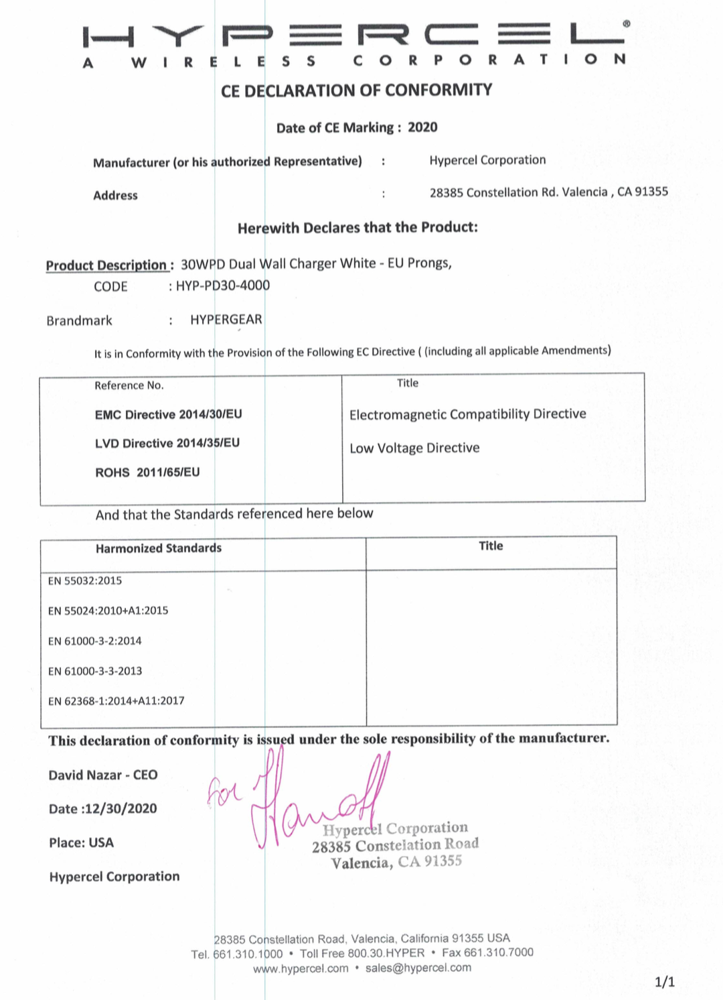 HYPERCEL®
A WIRELESS CORPORATION
CE DECLARATION OF CONFORMITY
Date of CE Marking : 2020
Manufacturer (or his authorized Representative) : Hypercel Corporation
Address : 28385 Constellation Rd. Valencia , CA 91355
Herewith Declares that the Product:
Product Description : 30WPD Dual Wall Charger White - EU Prongs,
CODE : HYP-PD30-4000
Brandmark : HYPERGEAR
It is in Conformity with the Provision of the Following EC Directive ( (including all applicable Amendments)
Reference No. Title
EMC Directive 2014/30/EU Electromagnetic Compatibility Directive
LVD Directive 2014/35/EU Low Voltage Directive
ROHS 2011/65/EU
And that the Standards referenced here below
Harmonized Standards Title
EN 55032:2015
EN 55024:2010+A1:2015
EN 61000-3-2:2014
EN 61000-3-3-2013
EN 62368-1:2014+A11:2017
This declaration of conformity is issued under the sole responsibility of the manufacturer.
David Nazar - CEO
for
Date :12/30/2020
Place: USA
Hypercel Corporation
Hypercel Corporation
28385 Constelation Road
Valencia, CA 91355
28385 Constellation Road, Valencia, California 91355 USA
Tel. 661.310.1000 • Toll Free 800.30.HYPER • Fax 661.310.7000
www.hypercel.com • sales@hypercel.com
1/1